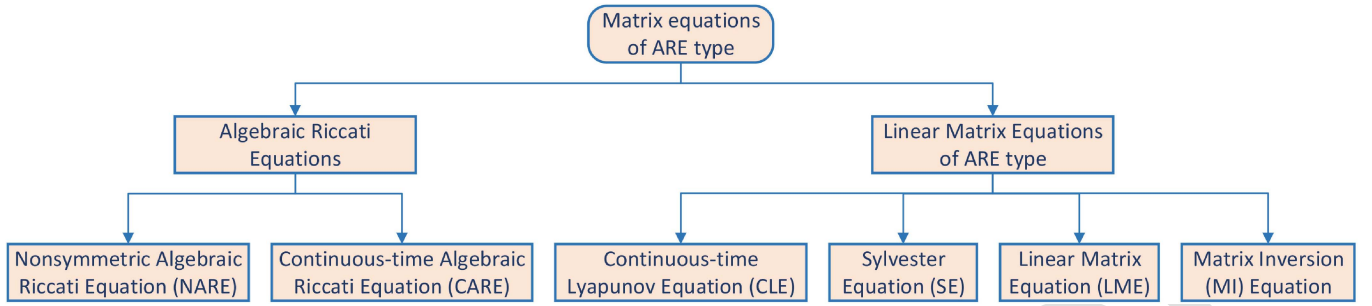 Matrix equations
of ARE type
Algebraic Riccati
Equations
Linear Matrix Equations
of ARE type
Nonsymmetric Algebraic
Riccati Equation (NARE)
Continuous-time Algebraic
Riccati Equation (CARE)
Continuous-time
Lyapunov Equation (CLE)
Sylvester
Equation (SE)
Linear Matrix
Equation (LME)
Matrix Inversion
(MI) Equation